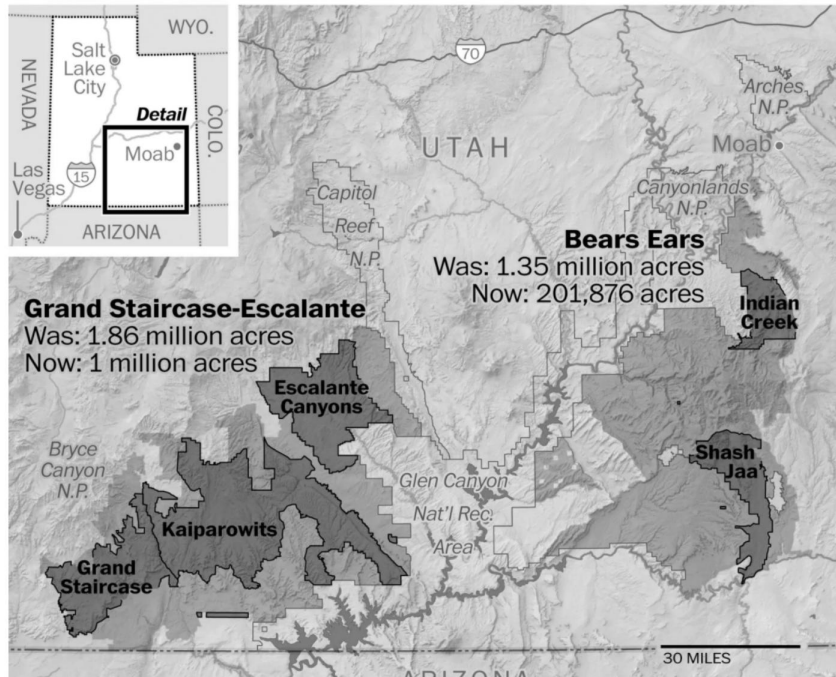 WYO.
Salt
Lake
City
NEVADA
Detail
COLO.
Moab
15
Las
Vegas
ARIZONA
70
Arches
N.P.
Moab
UTAH
Canyonlands
N.P.
Capitol
Reef
N.P.
Bears Ears
Was: 1.35 million acres
Now: 201,876 acres
Indian
Creek
Grand Staircase-Escalante
Was: 1.86 million acres
Now: 1 million acres
Escalante
Canyons
Bryce
Canyon
N.P.
Shash
Jaa'
Glen Canyon
Nat'l Rec.
Area
Kaiparowits
Grand
Staircase
30 MILES
ARIZONA